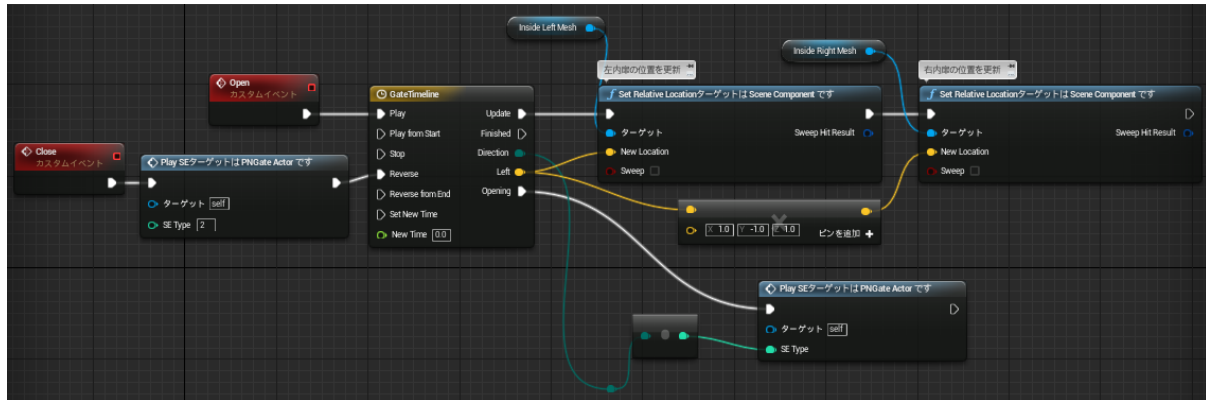 Inside Left Mesh
Inside Right Mesh
左内扉の位置を更新
右内扉の位置を更新
Open
カスタムイベント
GateTimeline
Play
Update
Play from Start
Finished
Stop
Direction
Reverse
Left
Reverse from End
Opening
Set New Time
New Time 0.0
Set Relative Locationターゲットは Scene Component です
ターゲット
Sweep Hit Result
New Location
Sweep
Set Relative Locationターゲットは Scene Component です
ターゲット
Sweep Hit Result
New Location
Sweep
Close
カスタムイベント
Play SEターゲットは PNGate Actor です
ターゲット self
SE Type 2
X 1.0 Y -1.0 Z 1.0
ピンを追加
Play SEターゲットは PNGate Actor です
ターゲット self
SE Type